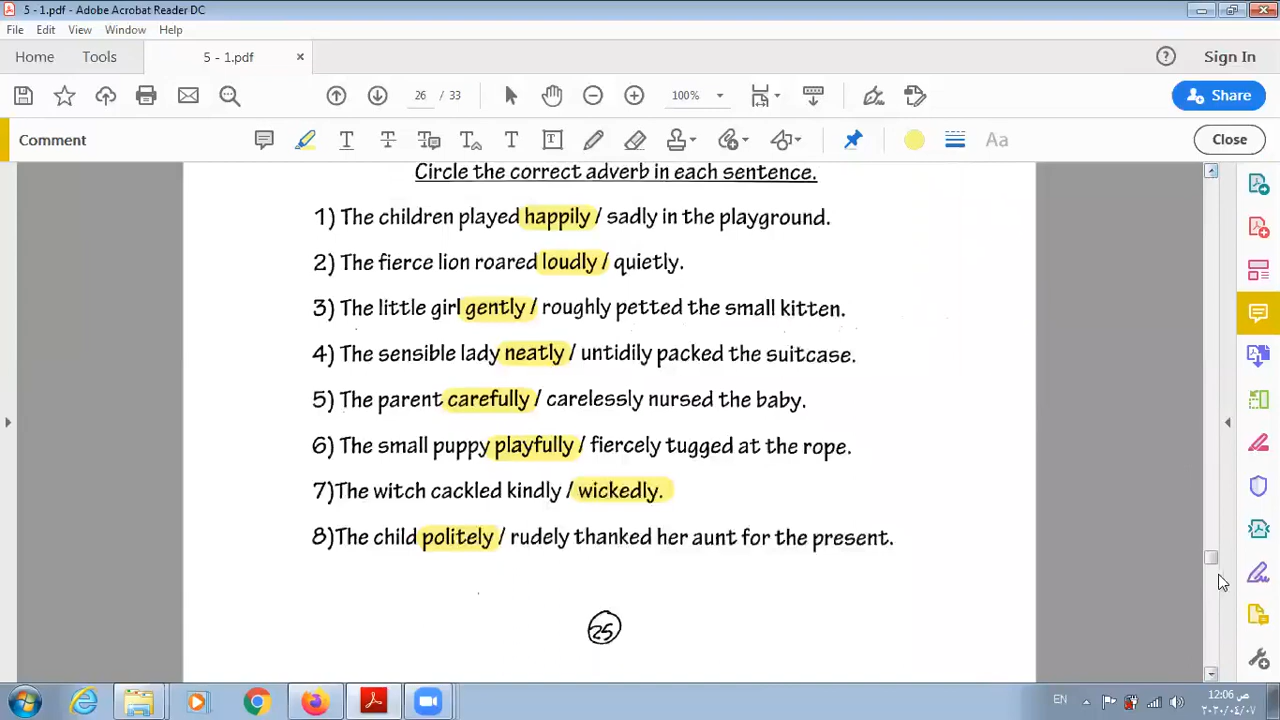 5 - 1.pdf - Adobe Acrobat Reader DC
File Edit View Window Help
Home Tools 5 - 1.pdf × Sign In
26 / 33 100% Share
Comment Aa Close
Circle the correct adverb in each sentence.
1) The children played happily / sadly in the playground.
2) The fierce lion roared loudly / quietly.
3) The little girl gently / roughly petted the small kitten.
4) The sensible lady neatly / untidily packed the suitcase.
5) The parent carefully / carelessly nursed the baby.
6) The small puppy playfully / fiercely tugged at the rope.
7)The witch cackled kindly / wickedly.
8)The child politely / rudely thanked her aunt for the present.
25
EN 12:06 ص
٢٠٢٠/٠٤/٠٧